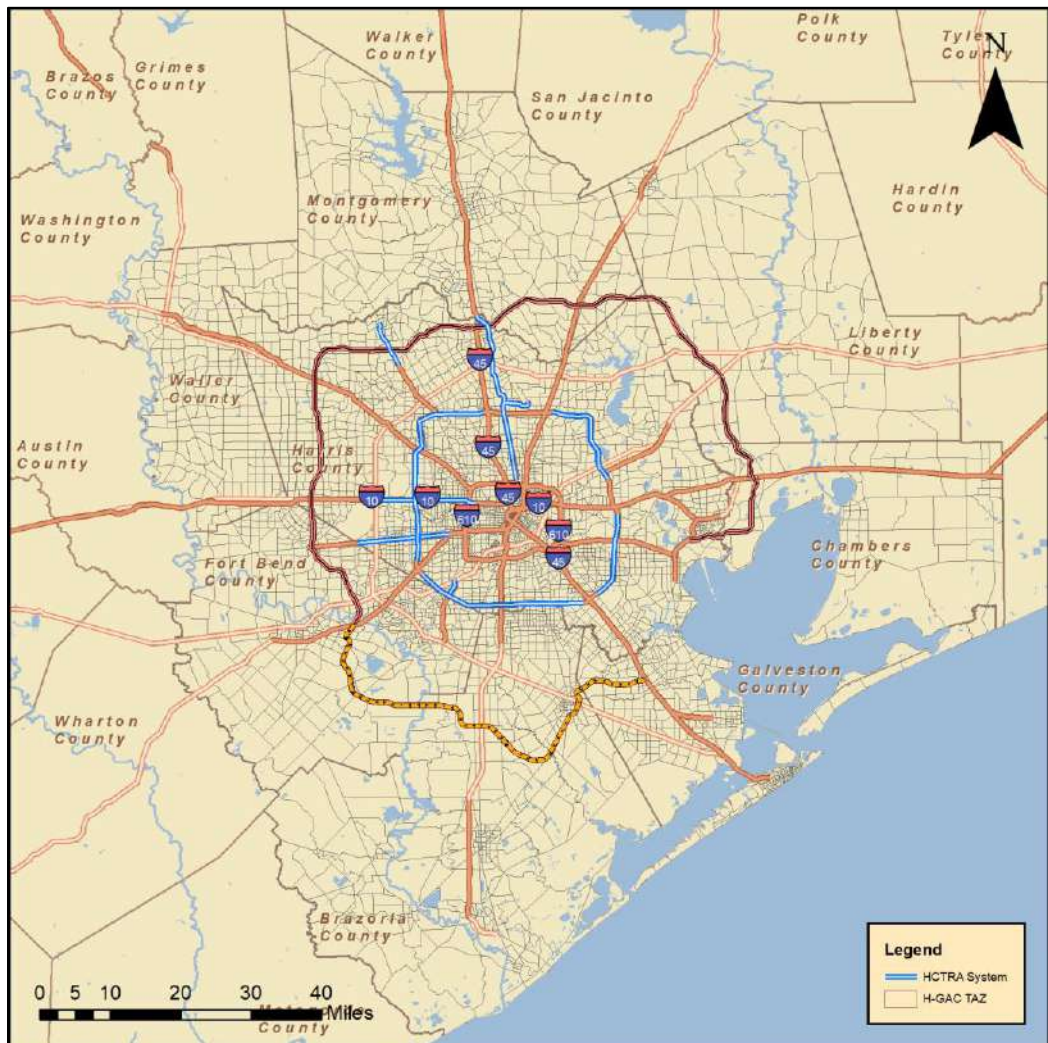 Polk
County
Walker
County
Tyler
County
N
Grimes
County
Brazos
County
San Jacinto
County
Hardin
County
Montgomery
County
Washington
County
Liberty
County
45
Waller
County
Austin
County
Harris
County
45
10
10
45
10
610
610
45
Chambers
County
Fort Bend
County
Galveston
County
Wharton
County
Brazoria
County
Legend
HCTRA System
H-GAC TAZ
0 5 10 20 30 40
Miles
County